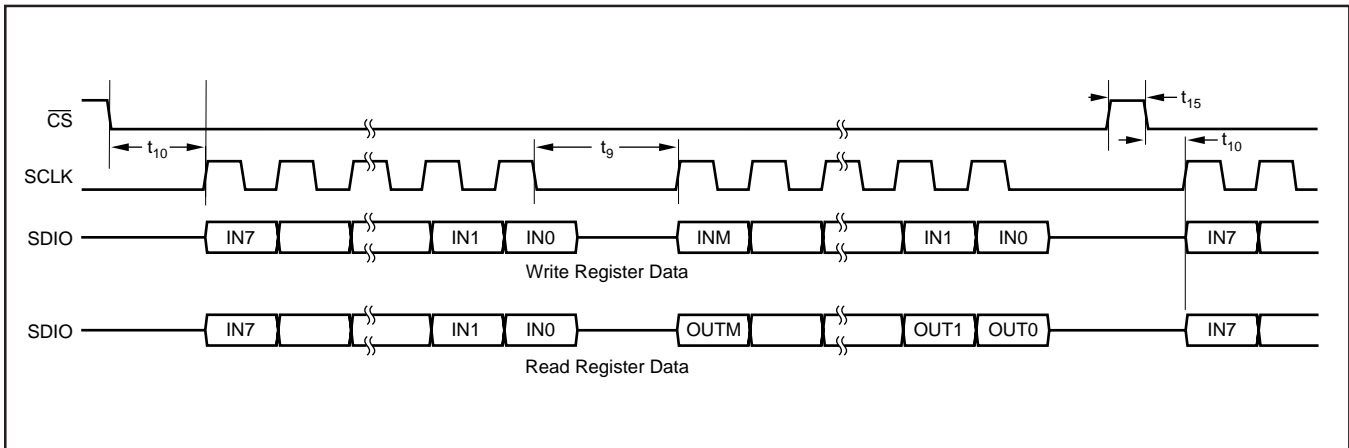 t15
CS
t10 t9 t10
SCLK
SDIO IN7 IN1 IN0 INM IN1 IN0 IN7
Write Register Data
SDIO IN7 IN1 IN0 OUTM OUT1 OUT0 IN7
Read Register Data